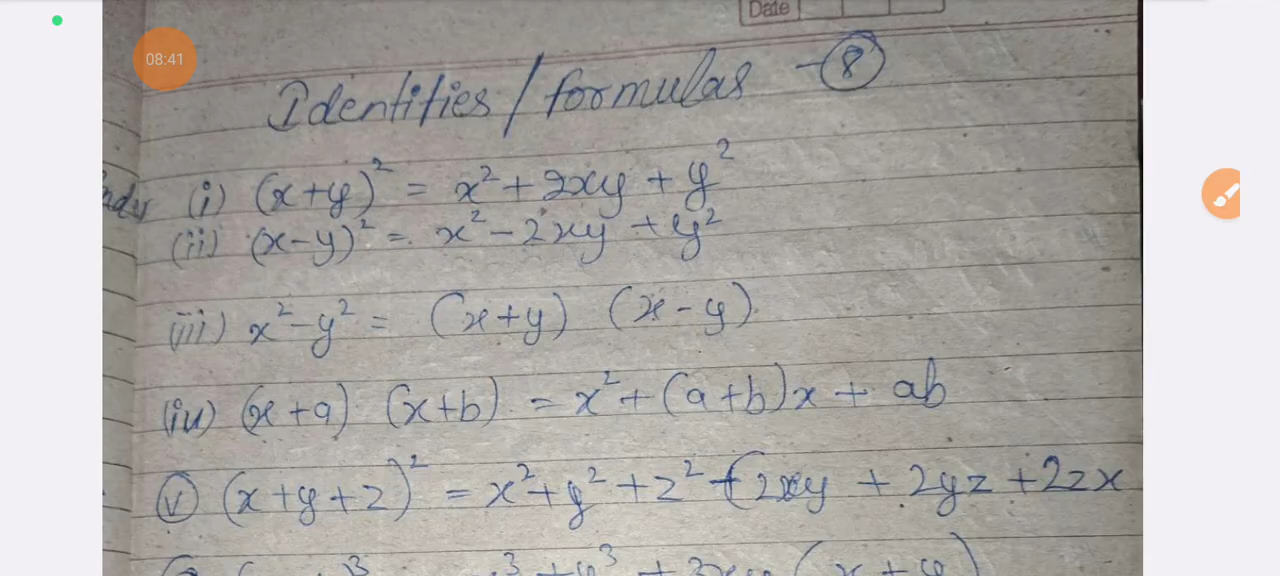 Date
08:41
Identities/formulas - 8
(i) (x+y)² = x² + 2xy + y²
(ii) (x-y)² = x² - 2xy + y²
(iii) x² - y² = (x+y) (x-y)
(iv) (x+a) (x+b) = x² + (a+b)x + ab
(v) (x+y+z)² = x² + y² + z² + 2xy + 2yz + 2zx